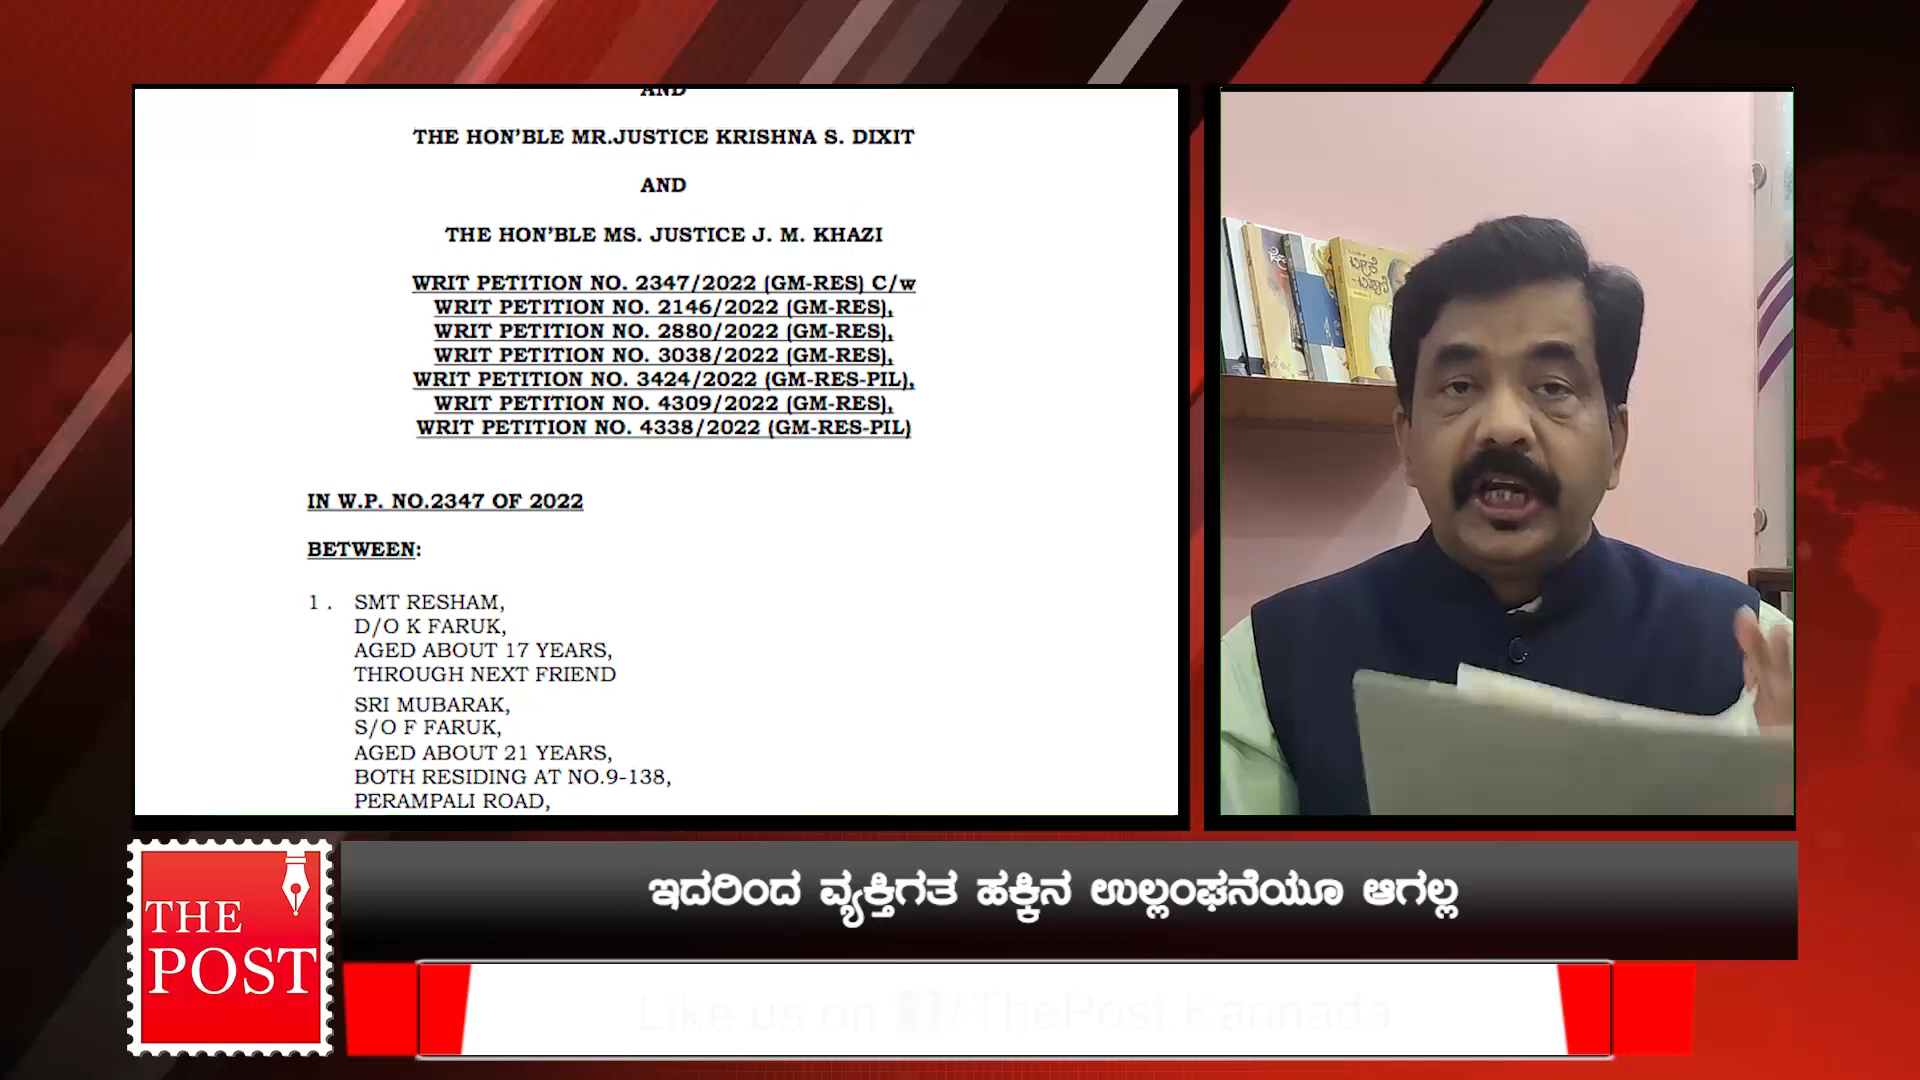 AND
THE HON’BLE MR.JUSTICE KRISHNA S. DIXIT
AND
THE HON’BLE MS. JUSTICE J. M. KHAZI
WRIT PETITION NO. 2347/2022 (GM-RES) C/w
WRIT PETITION NO. 2146/2022 (GM-RES),
WRIT PETITION NO. 2880/2022 (GM-RES),
WRIT PETITION NO. 3038/2022 (GM-RES),
WRIT PETITION NO. 3424/2022 (GM-RES-PIL),
WRIT PETITION NO. 4309/2022 (GM-RES),
WRIT PETITION NO. 4338/2022 (GM-RES-PIL)
IN W.P. NO.2347 OF 2022
BETWEEN:
1 . SMT RESHAM,
D/O K FARUK,
AGED ABOUT 17 YEARS,
THROUGH NEXT FRIEND
SRI MUBARAK,
S/O F FARUK,
AGED ABOUT 21 YEARS,
BOTH RESIDING AT NO.9-138,
PERAMPALI ROAD,
THE
POST
ಇದರಿಂದ ವ್ಯಕ್ತಿಗತ ಹಕ್ಕಿನ ಉಲ್ಲಂಘನೆಯೂ ಆಗಲ್ಲ
Like us on f/ThePost Kannada